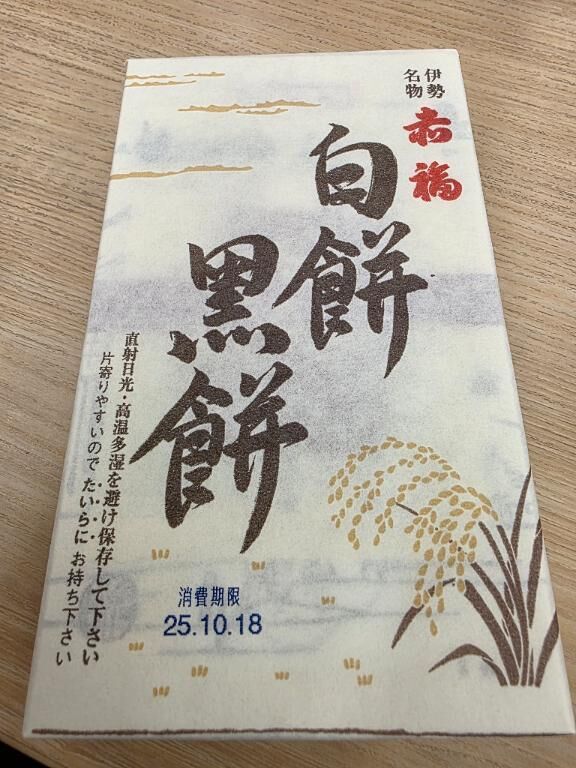 伊勢
名物
赤福
白餅
黒餅
直射日光・高温多湿を避け保存して下さい
片寄りやすいのでたいらにお持ち下さい
消費期限
25.10.18